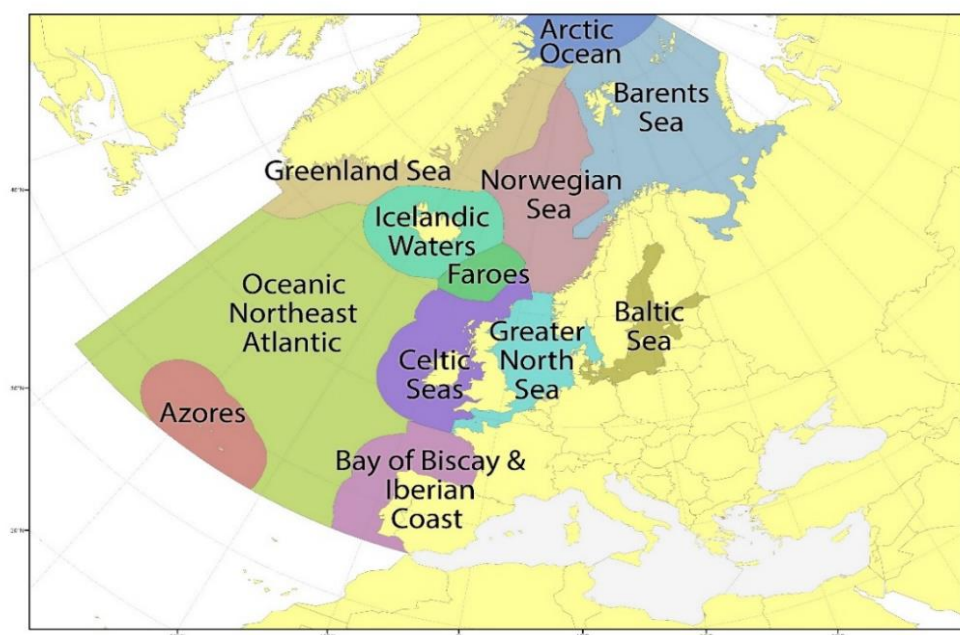 Arctic
Ocean
Barents
Sea
Greenland Sea
Norwegian
Sea
Icelandic
Waters
Faroes
Oceanic
Northeast
Atlantic
Baltic
Sea
Greater
North
Sea
Celtic
Seas
Azores
Bay of Biscay &
Iberian
Coast